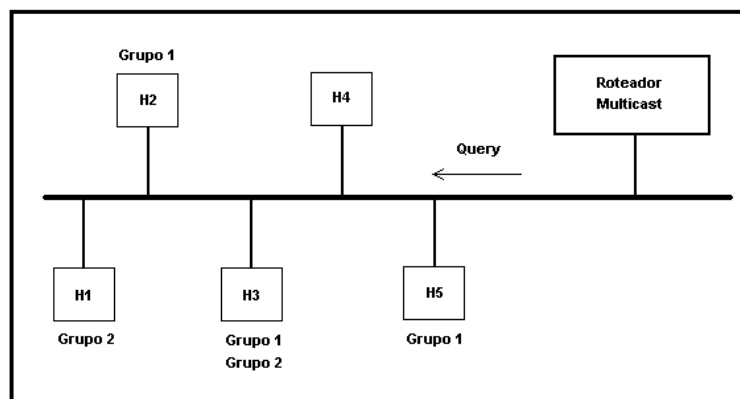 Grupo 1
H2
H4
Roteador
Multicast
Query
H1
H3
H5
Grupo 2
Grupo 1
Grupo 2
Grupo 1